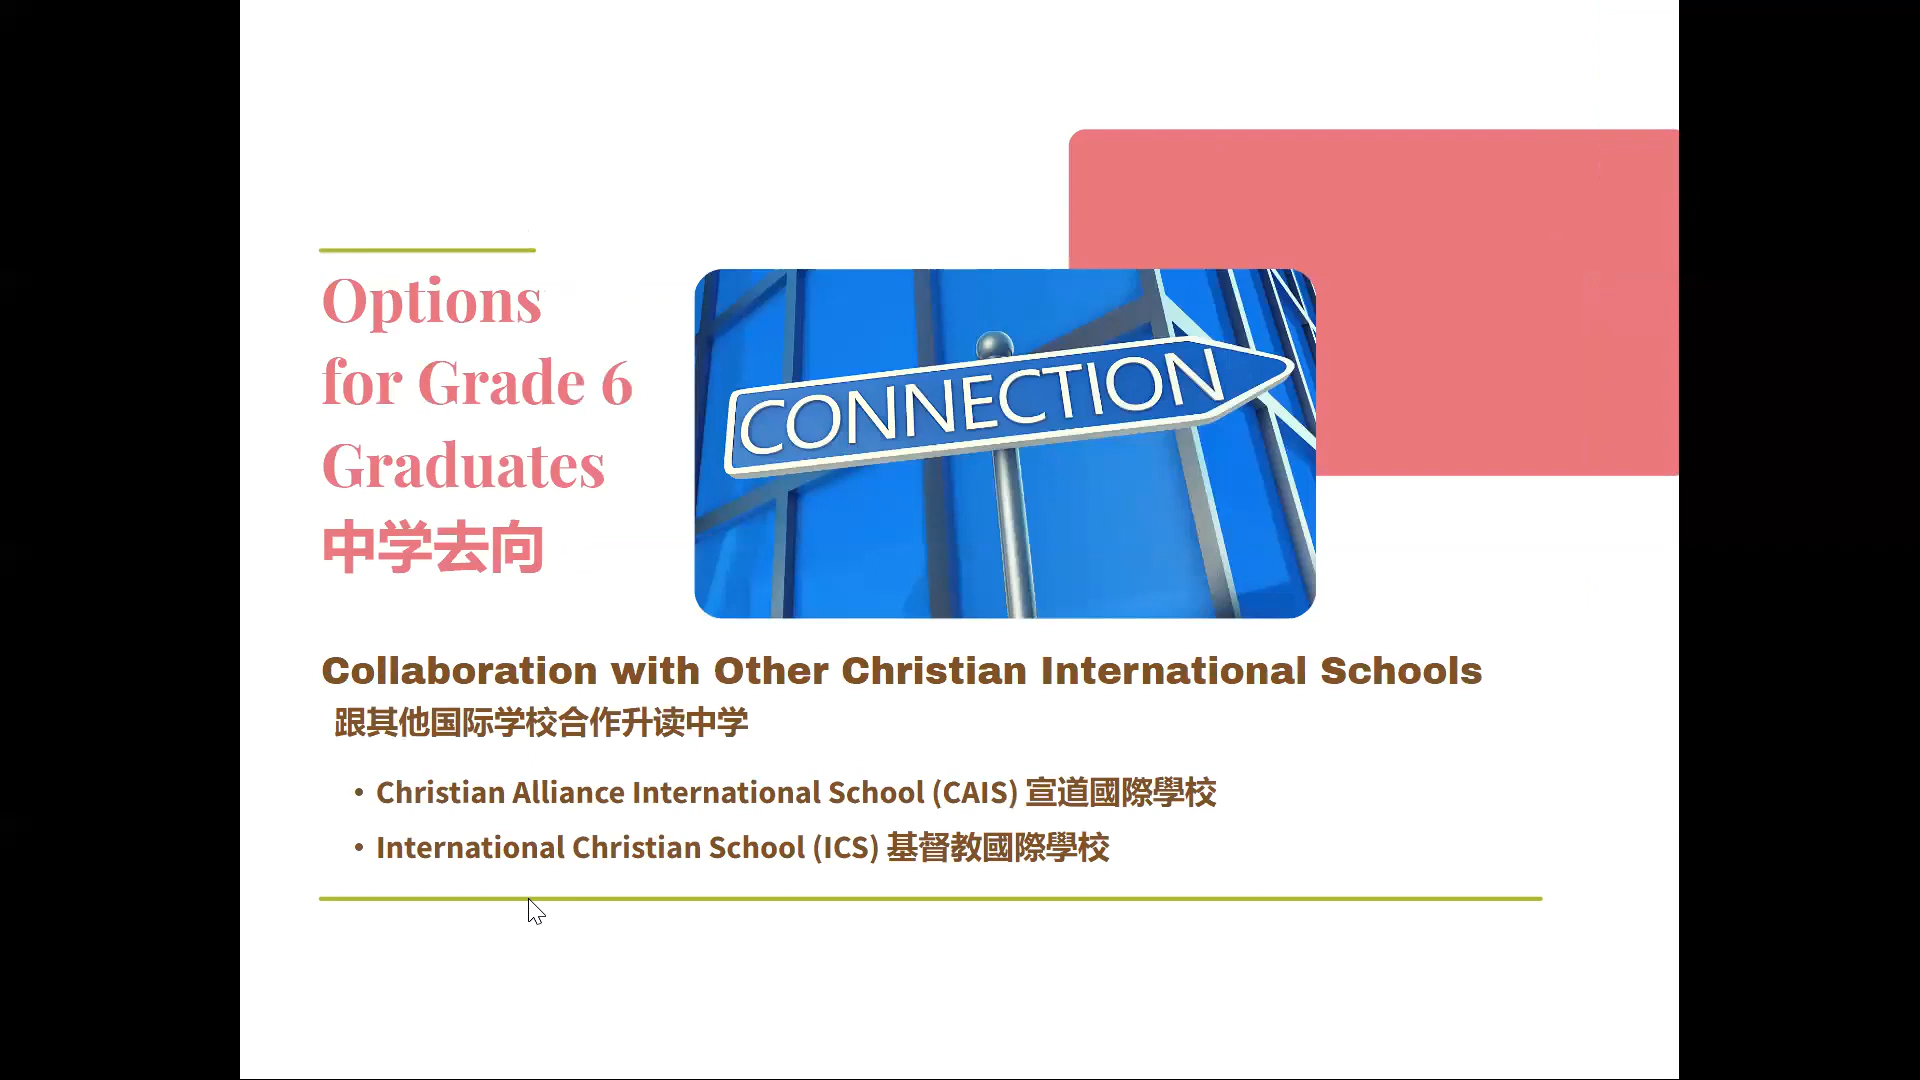 Options
for Grade 6
Graduates
中学去向
CONNECTION
Collaboration with Other Christian International Schools
跟其他国际学校合作升读中学
• Christian Alliance International School (CAIS) 宣道國際學校
• International Christian School (ICS) 基督教國際學校